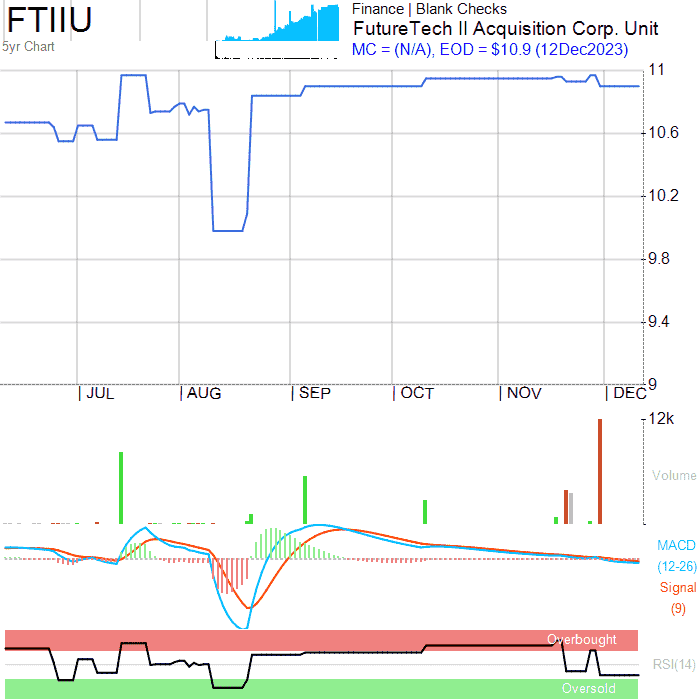 FTIIU
5yr Chart
Finance | Blank Checks
FutureTech II Acquisition Corp. Unit
MC = (N/A), EOD = $10.9 (12Dec2023)
11
10.6
10.2
9.8
9.4
9
| JUL | AUG | SEP | OCT | NOV | DEC
12k
Volume
MACD
(12-26)
Signal
(9)
Overbought
RSI(14)
Oversold